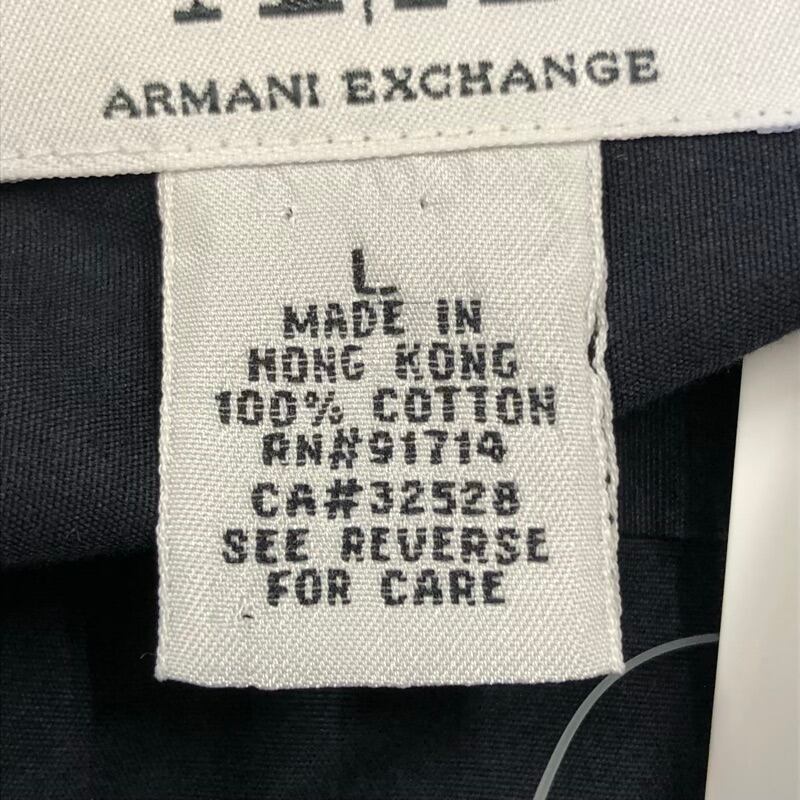 ARMANI EXCHANGE
L
MADE IN
HONG KONG
100% COTTON
RN#91714
CA#32528
SEE REVERSE
FOR CARE